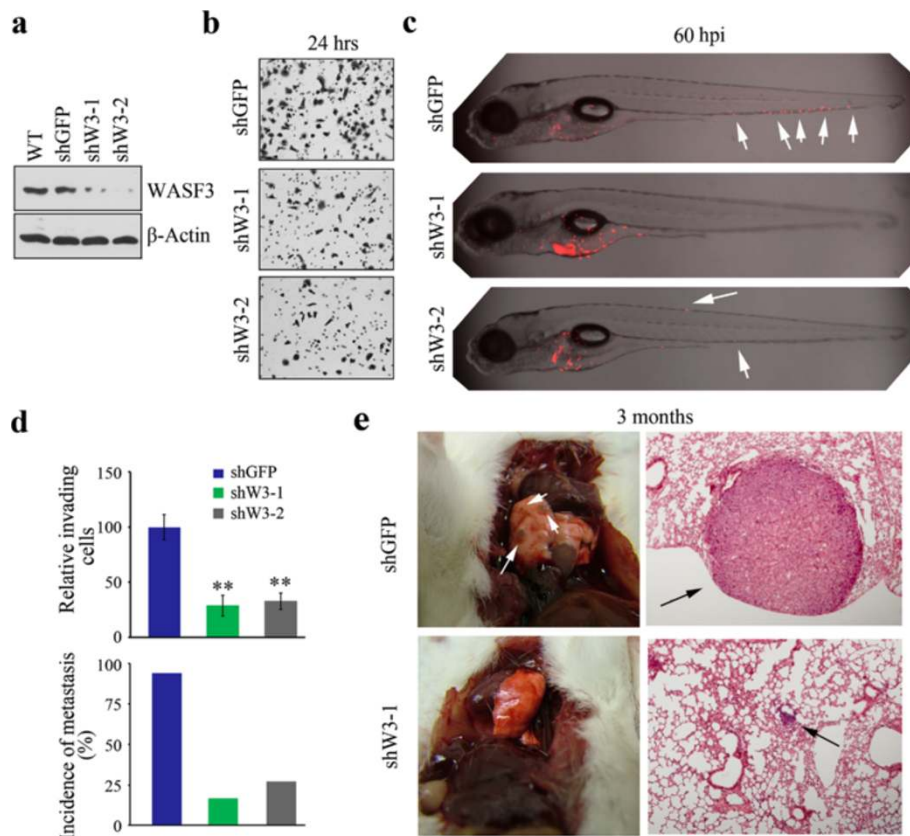 a
WT
shGFP
shW3-1
shW3-2
WASF3
β-Actin
b
24 hrs
shGFP
shW3-1
shW3-2
c
60 hpi
shGFP
shW3-1
shW3-2
d
shGFP
shW3-1
shW3-2
Relative invading
cells
150
100
50
0
**
**
Incidence of metastasis
(%)
100
75
50
25
0
e
3 months
shGFP
shW3-1